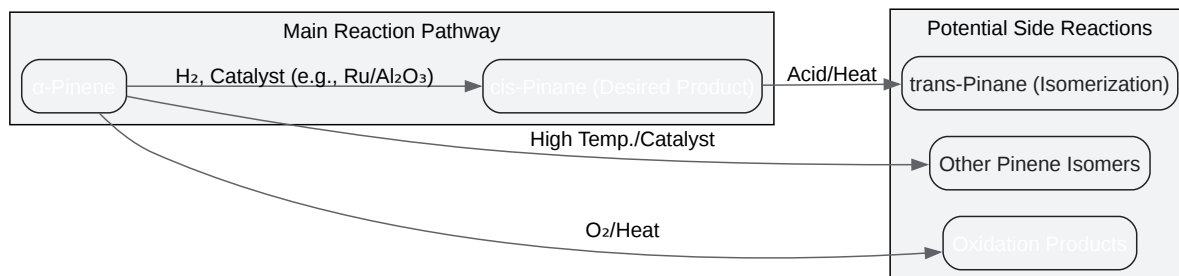 Main Reaction Pathway
Potential Side Reactions
α-Pinene
H₂, Catalyst (e.g., Ru/Al₂O₃)
cis-Pinane (Desired Product)
Acid/Heat
trans-Pinane (Isomerization)
High Temp./Catalyst
Other Pinene Isomers
O₂/Heat
Oxidation Products